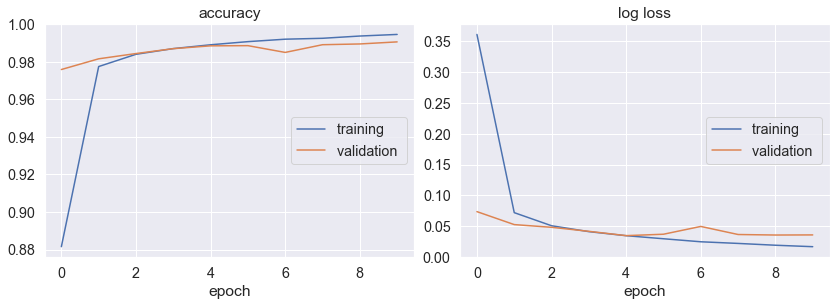 accuracy
1.00
0.98
0.96
0.94
0.92
0.90
0.88
training
validation
0 2 4 6 8
epoch
log loss
0.35
0.30
0.25
0.20
0.15
0.10
0.05
0.00
training
validation
0 2 4 6 8
epoch